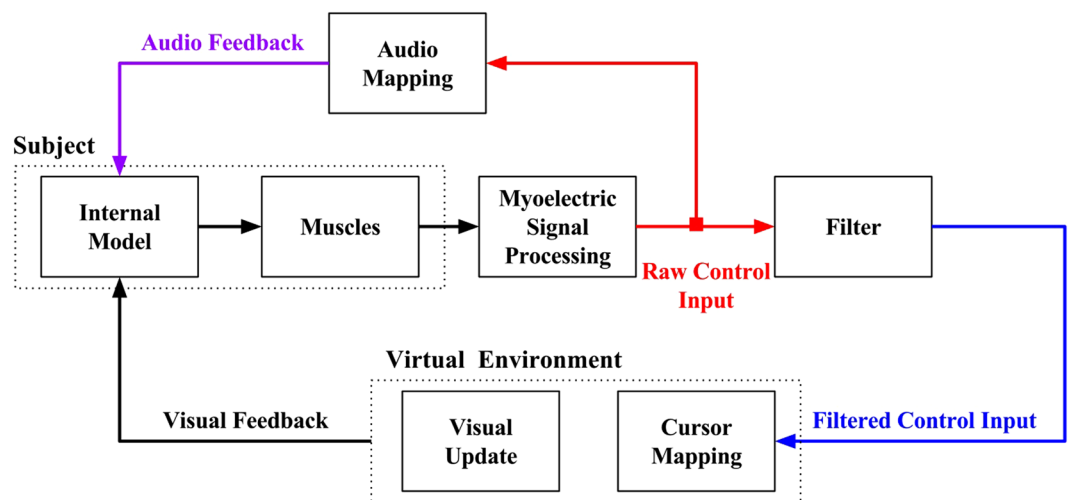 Audio Feedback
Audio
Mapping
Subject
Internal
Model
Muscles
Myoelectric
Signal
Processing
Filter
Raw Control
Input
Virtual Environment
Visual Feedback
Visual
Update
Cursor
Mapping
Filtered Control Input